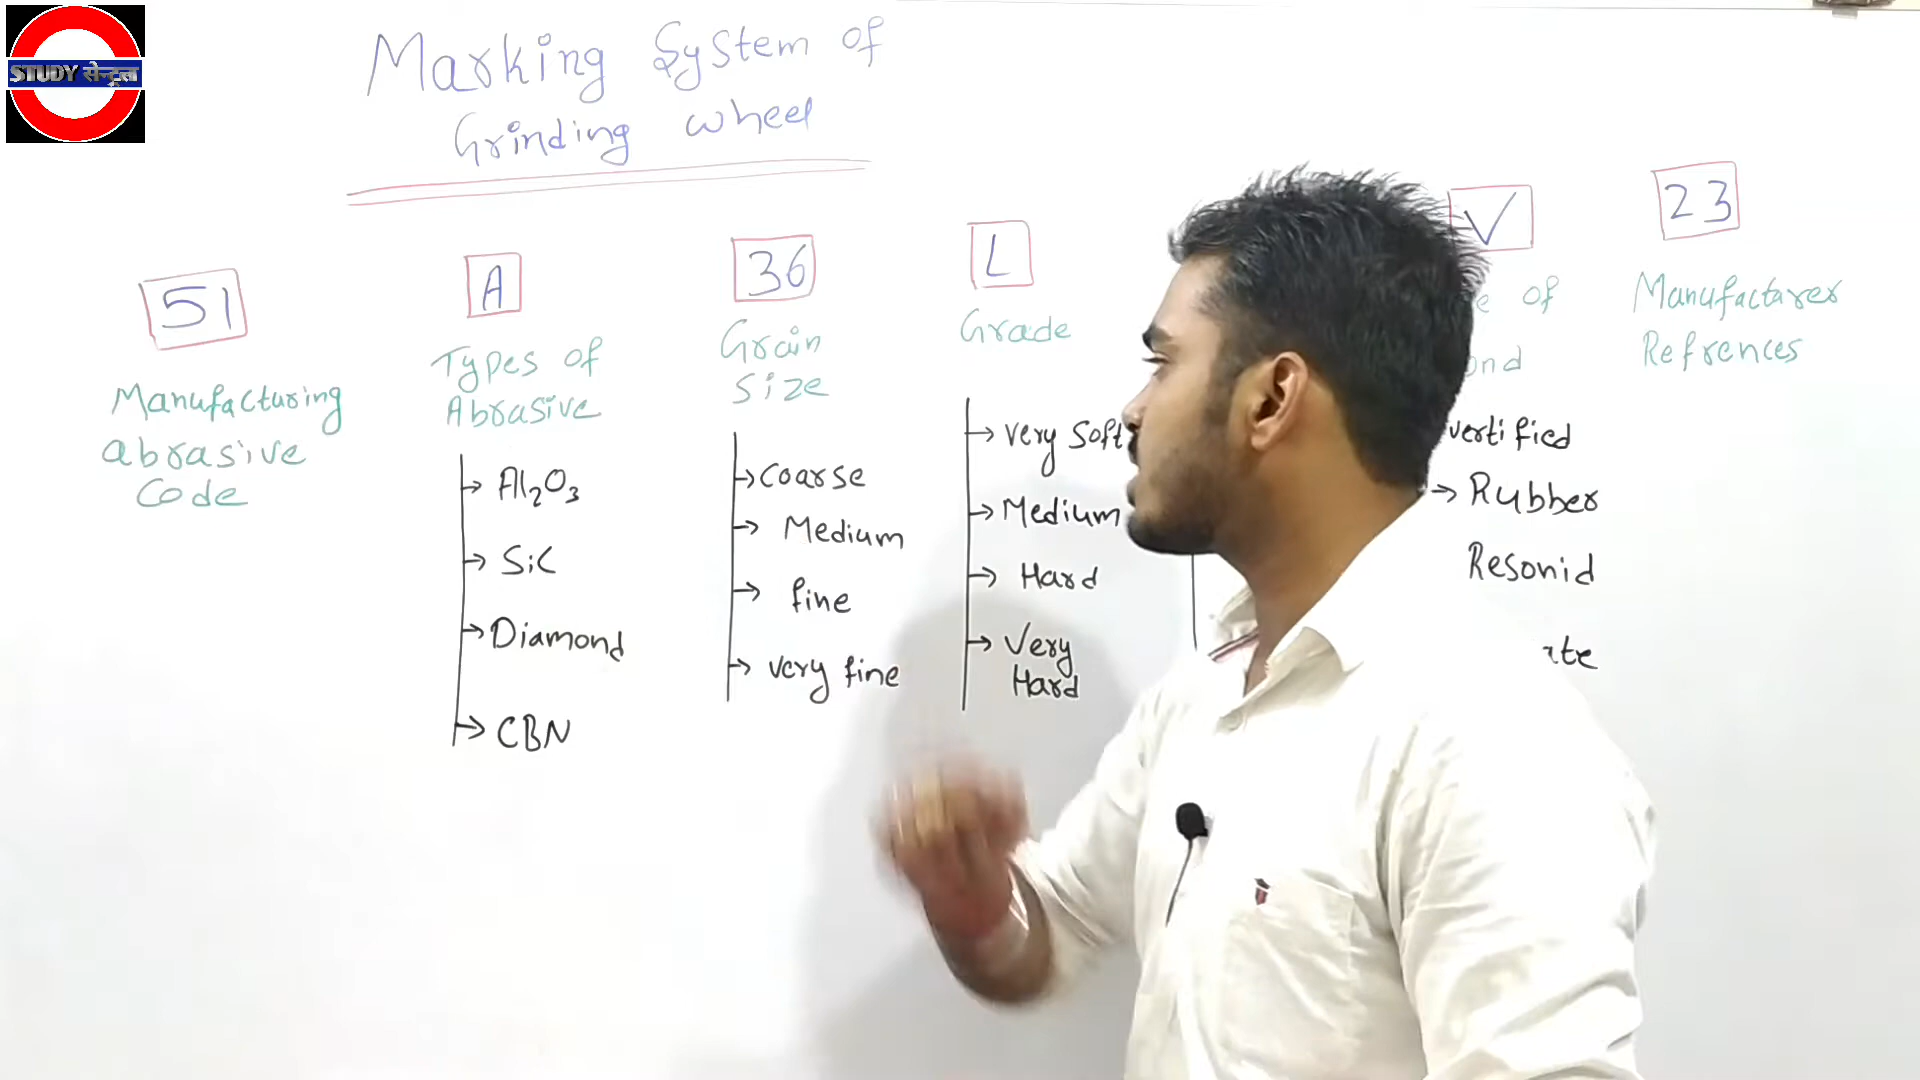 STUDY सेन्ट्रल
Marking System of
Grinding wheel
51
A
36
L
V
23
Manufacturing
abrasive
Code
Types of
Abrasive
Al2O3
SiC
Diamond
CBN
Grain
Size
Coarse
Medium
fine
very fine
Grade
very Soft
Medium
Hard
Very
Hard
of
vertified
Rubber
Resonid
Manufacturer
Refrences